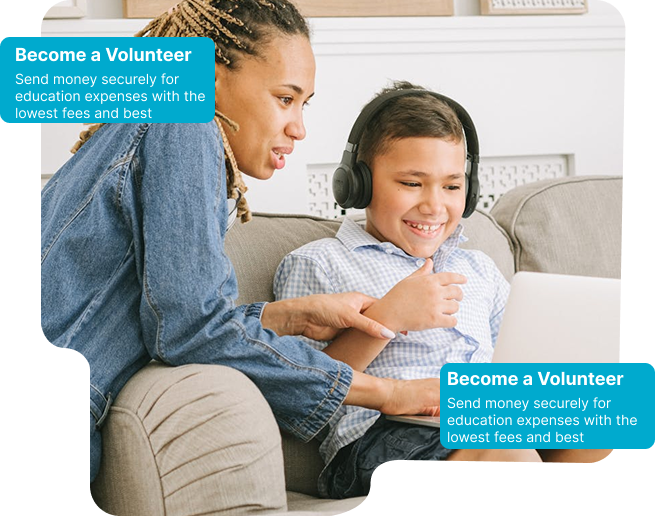 Become a Volunteer
Send money securely for
education expenses with the
lowest fees and best
Become a Volunteer
Send money securely for
education expenses with the
lowest fees and best